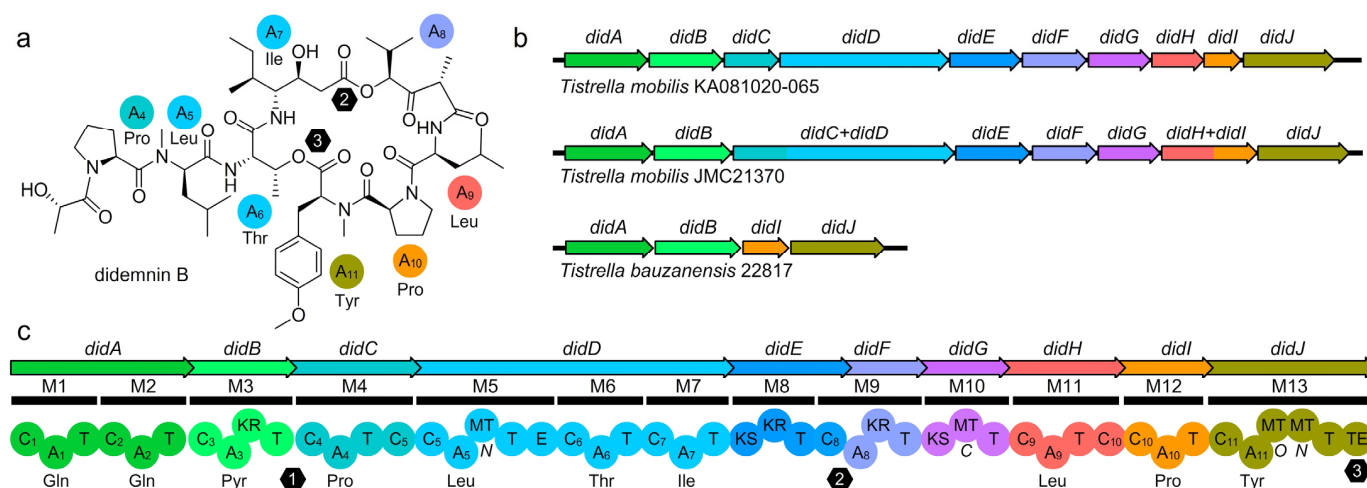 a
A7
Ile
A8
OH
O
O
O
O
NH
A4
Pro
A5
Leu
2
3
O
HN
O
O
N
N
O
N
H
O
O
O
HO
O
N
N
O
A6
Thr
A9
Leu
didemnin B
O
A11
Tyr
A10
Pro
b
didA didB didC didD didE didF didG didH didI didJ
Tistrella mobilis KA081020-065
didA didB didC+didD didE didF didG didH+didI didJ
Tistrella mobilis JMC21370
didA didB didI didJ
Tistrella bauzanensis 22817
c
didA didB didC didD didE didF didG didH didI didJ
M1 M2 M3 M4 M5 M6 M7 M8 M9 M10 M11 M12 M13
KR MT KR KR MT MT MT
C1 T C2 T C3 T C4 T C5 C5 T E C6 T C7 T KS T C8 T KS T C9 T C10 C10 T C11 T TE
A1 A2 A3 A4 A5 N A6 A7 A8 C A9 A10 A11 O N
Gln Gln Pyr 1 Pro Leu Thr Ile 2 Leu Pro Tyr 3